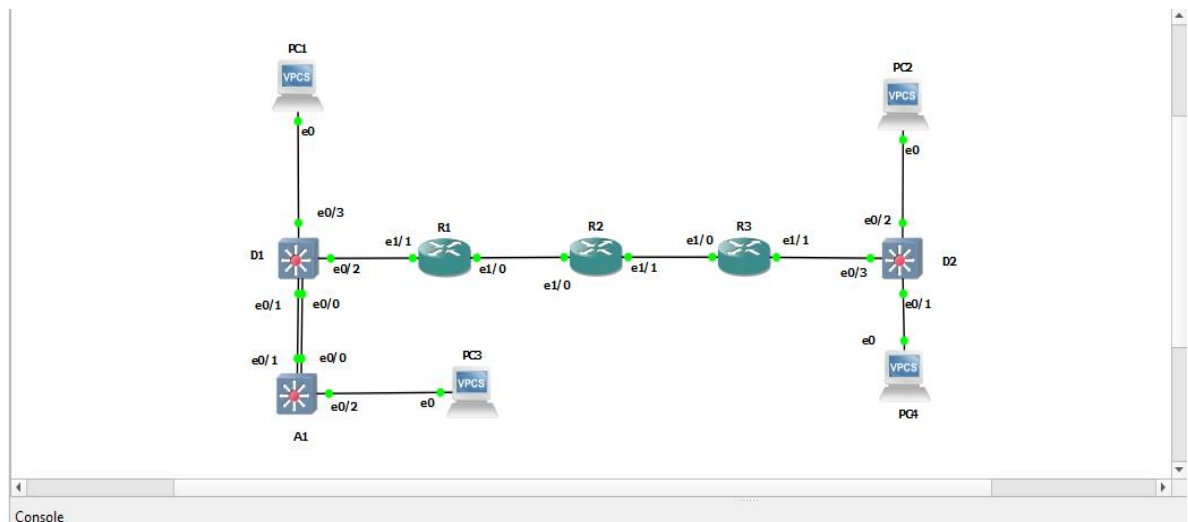 PC1
PC2
VPCS
VPCS
e0
e0
e0/3
e0/2
R1
R2
R3
D1
e1/1
e1/0
e1/1
D2
e0/2
e1/0
e1/0
e1/1
e0/3
e0/1
e0/0
e0/1
e0/1
e0/0
PC3
e0
VPCS
VPCS
e0/2
e0
A1
PC4
Console